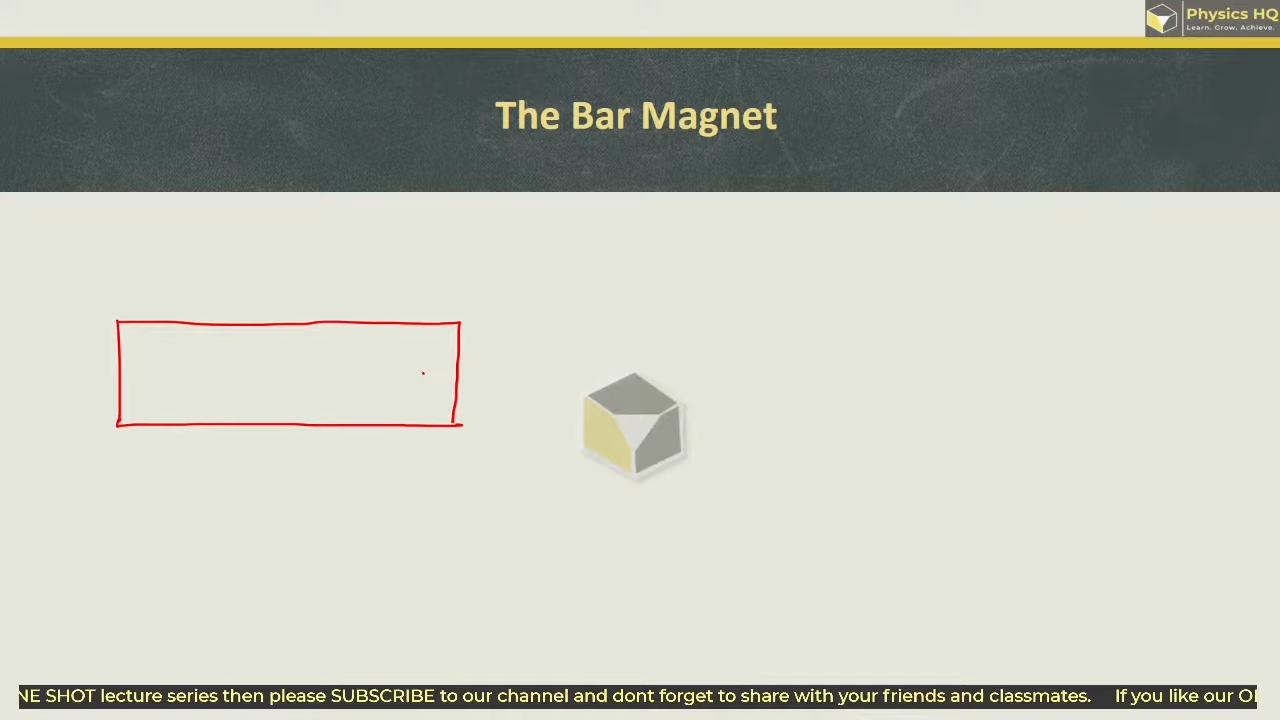 Physics HQ
Learn. Grow. Achieve.
The Bar Magnet
SHOT lecture series then please SUBSCRIBE to our channel and dont forget to share with your friends and classmates. If you like our